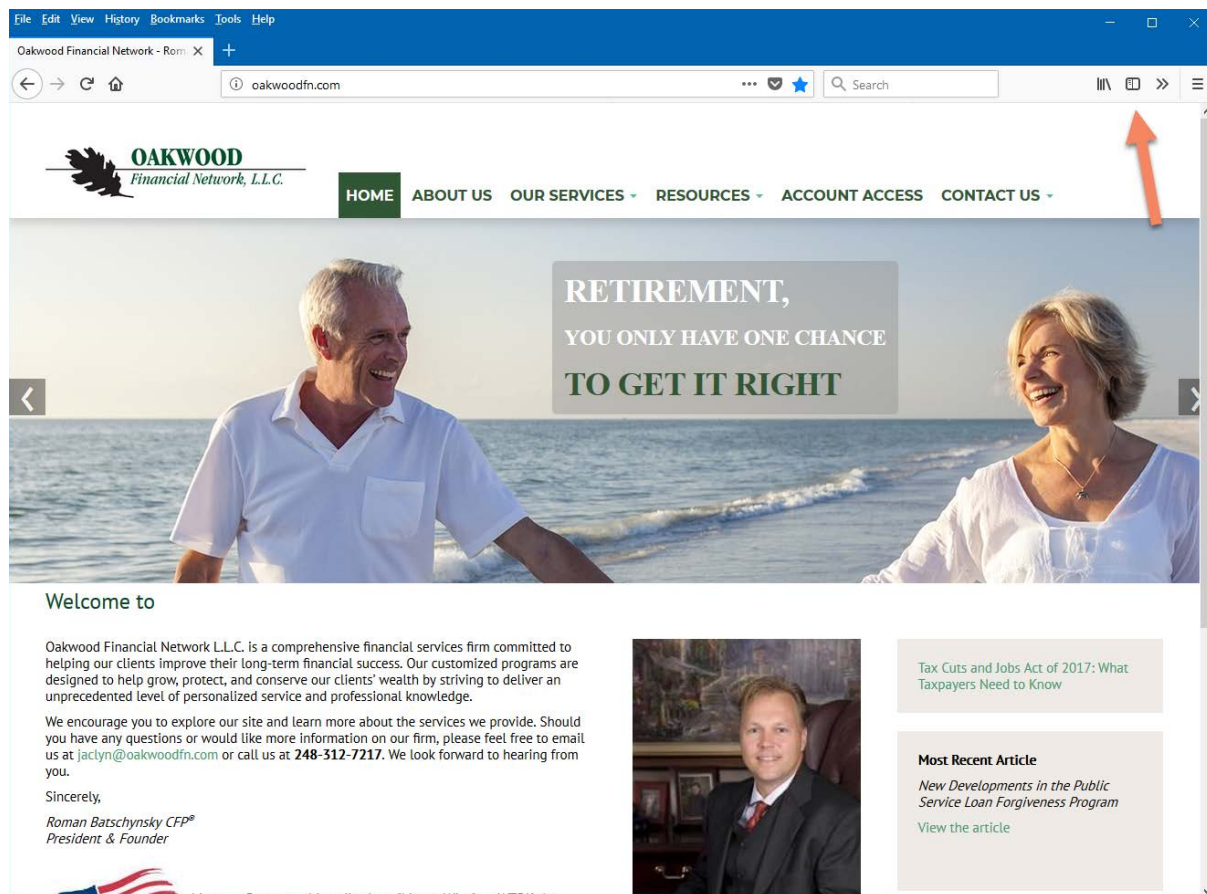 File Edit View History Bookmarks Tools Help
Oakwood Financial Network - Rom
oakwoodfn.com
Search
OAKWOOD
Financial Network, L.L.C.
HOME ABOUT US OUR SERVICES RESOURCES ACCOUNT ACCESS CONTACT US
RETIREMENT,
YOU ONLY HAVE ONE CHANCE
TO GET IT RIGHT
Welcome to
Oakwood Financial Network L.L.C. is a comprehensive financial services firm committed to
helping our clients improve their long-term financial success. Our customized programs are
designed to help grow, protect, and conserve our clients' wealth by striving to deliver an
unprecedented level of personalized service and professional knowledge.
We encourage you to explore our site and learn more about the services we provide. Should
you have any questions or would like more information on our firm, please feel free to email
us at jaclyn@oakwoodfn.com or call us at 248-312-7217. We look forward to hearing from
you.
Sincerely,
Roman Batschynsky CFP®
President & Founder
Tax Cuts and Jobs Act of 2017: What
Taxpayers Need to Know
Most Recent Article
New Developments in the Public
Service Loan Forgiveness Program
View the article